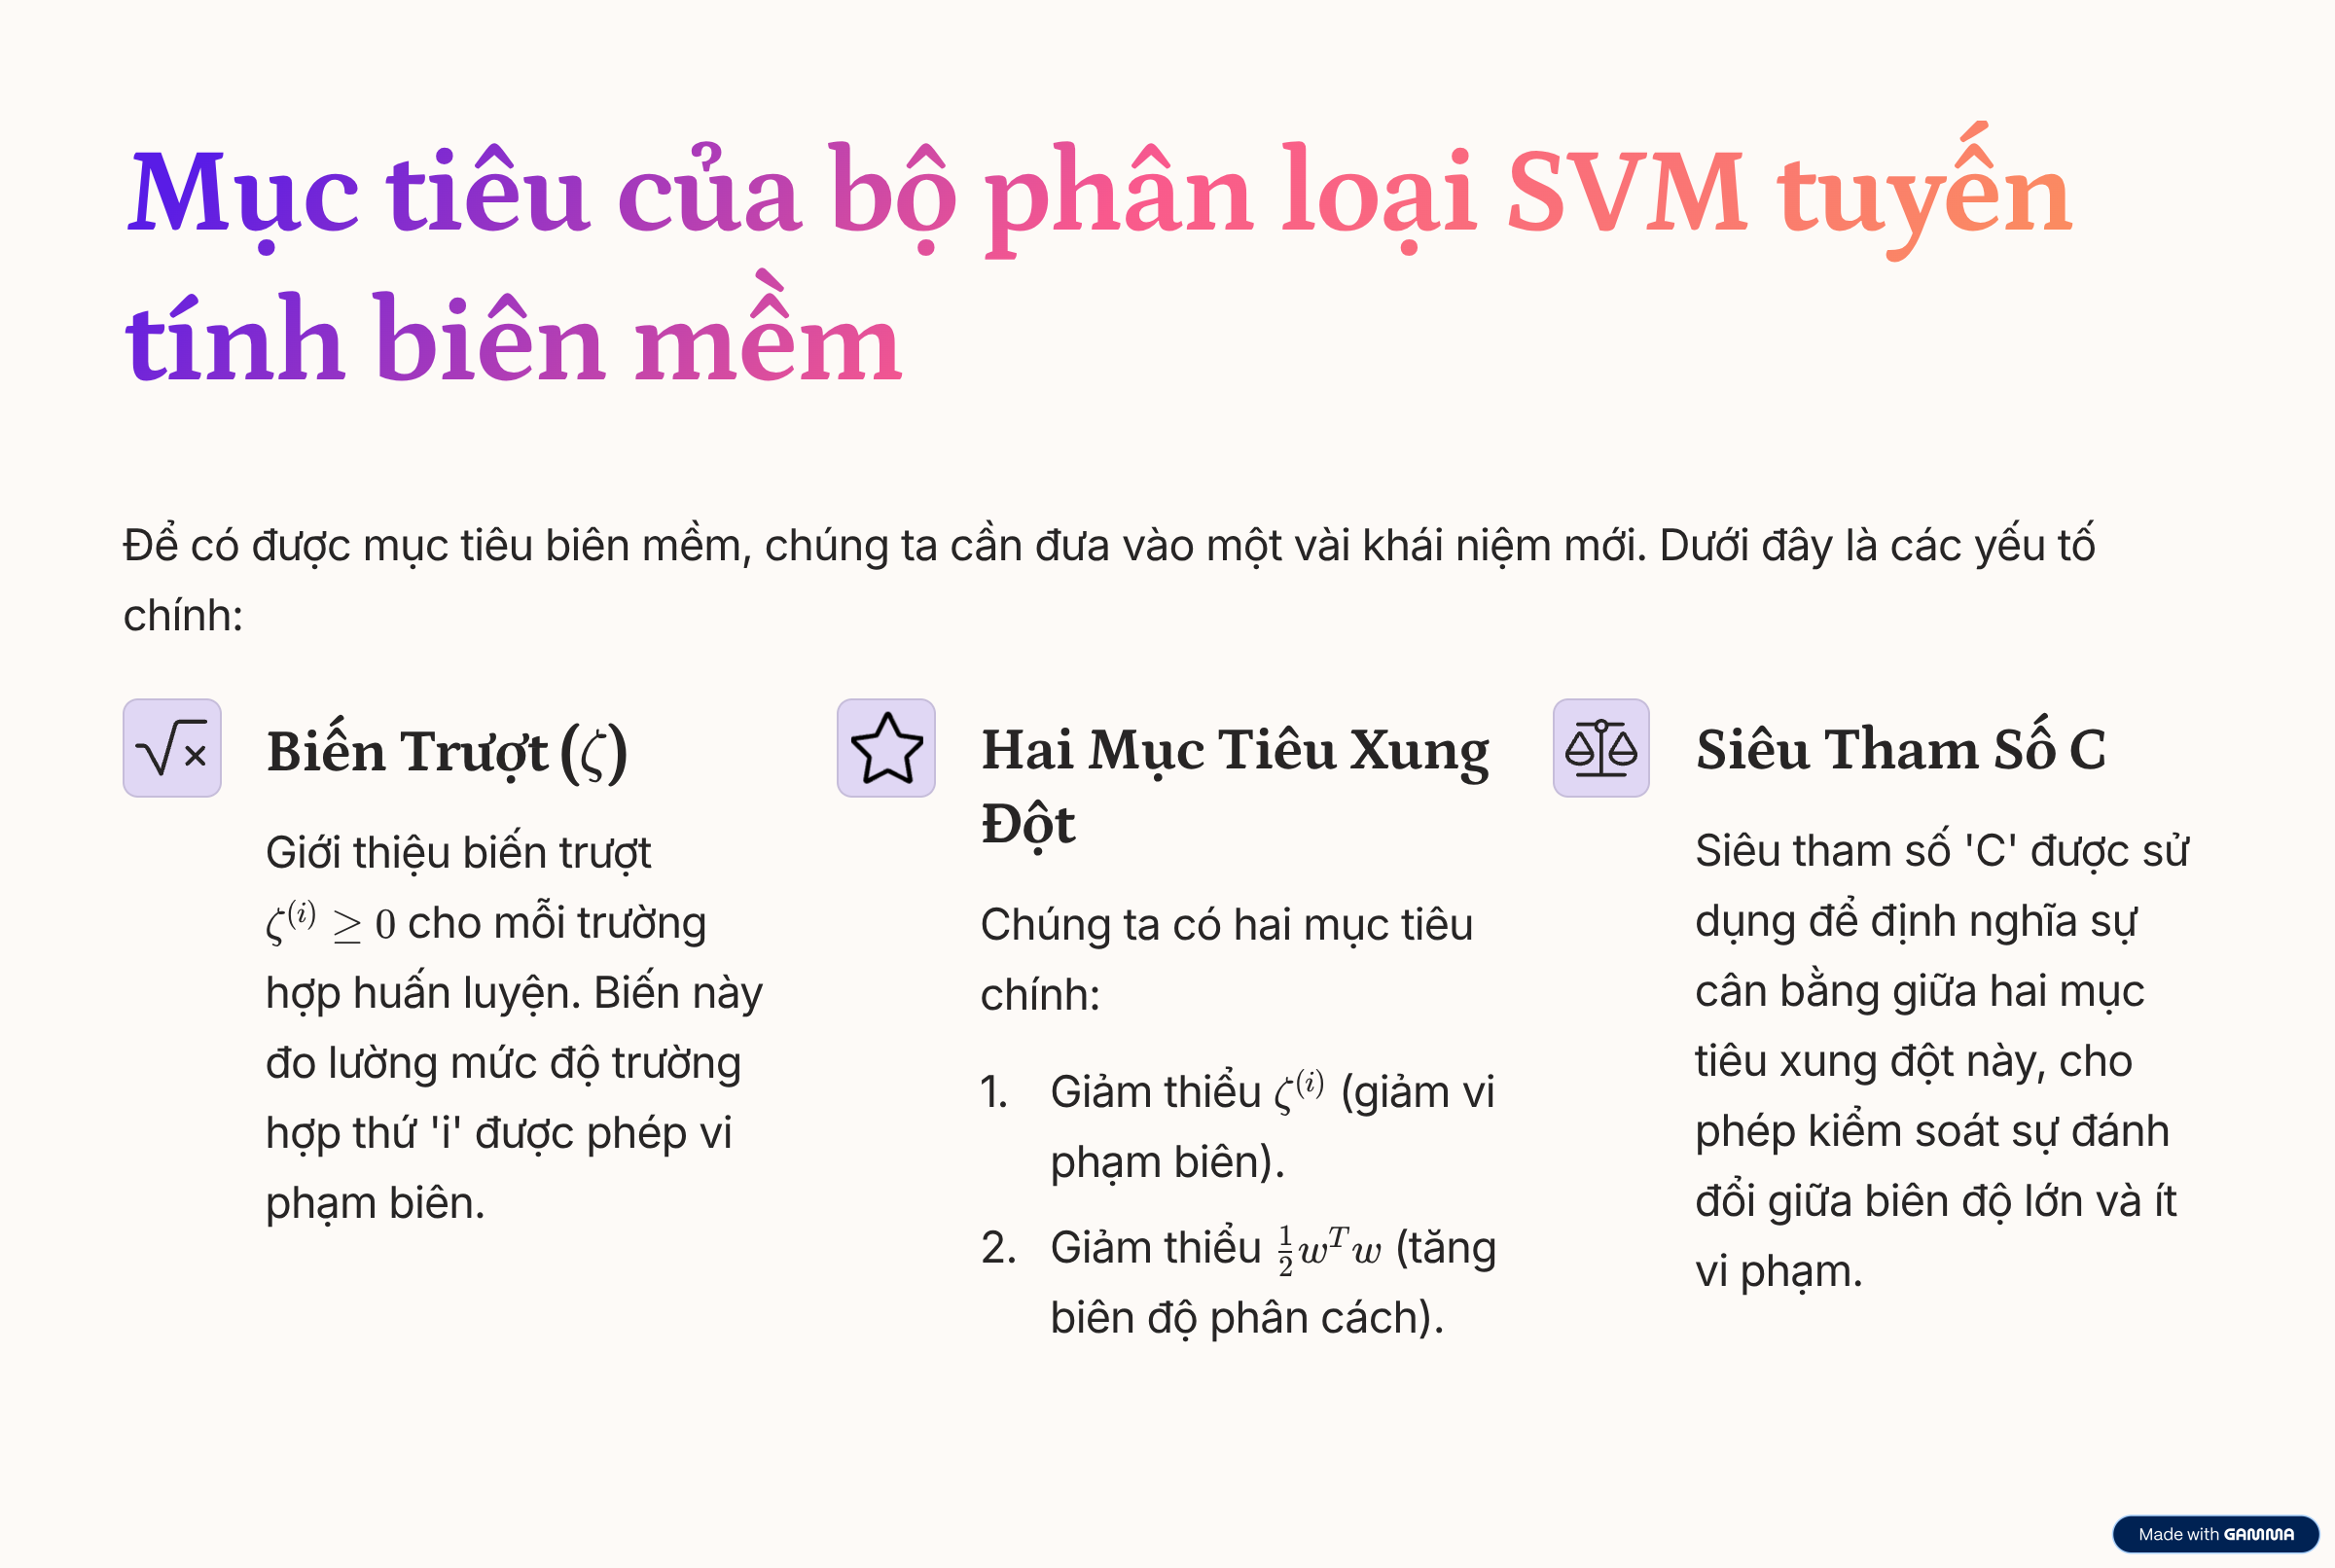 Mục tiêu của bộ phân loại SVM tuyến
tính biên mềm
Để có được mục tiêu biên mềm, chúng ta cần đưa vào một vài khái niệm mới. Dưới đây là các yếu tố
chính:
Biến Trượt (ζ)
Giới thiệu biến trượt
ζ^(i) ≥ 0 cho mỗi trường
hợp huấn luyện. Biến này
đo lường mức độ trường
hợp thứ 'i' được phép vi
phạm biên.
Hai Mục Tiêu Xung
Đột
Chúng ta có hai mục tiêu
chính:
1. Giảm thiểu ζ^(i) (giảm vi
phạm biên).
2. Giảm thiểu 1/2 w^T w (tăng
biên độ phân cách).
Siêu Tham Số C
Siêu tham số 'C' được sử
dụng để định nghĩa sự
cân bằng giữa hai mục
tiêu xung đột này, cho
phép kiểm soát sự đánh
đổi giữa biên độ lớn và ít
vi phạm.
Made with GAMMA